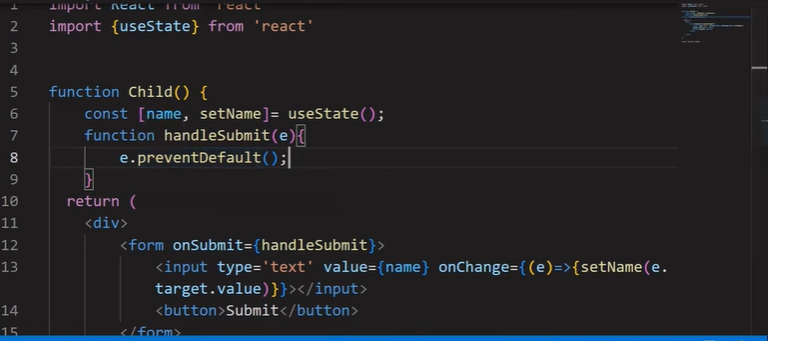 1 import React from 'react'
2 import {useState} from 'react'
3
4
5 function Child() {
6 const [name, setName]= useState();
7 function handleSubmit(e){
8 e.preventDefault();
9 }
10 return (
11 <div>
12 <form onSubmit={handleSubmit}>
13 <input type='text' value={name} onChange={(e)=>{setName(e.
target.value)}}></input>
14 <button>Submit</button>
15 </form>